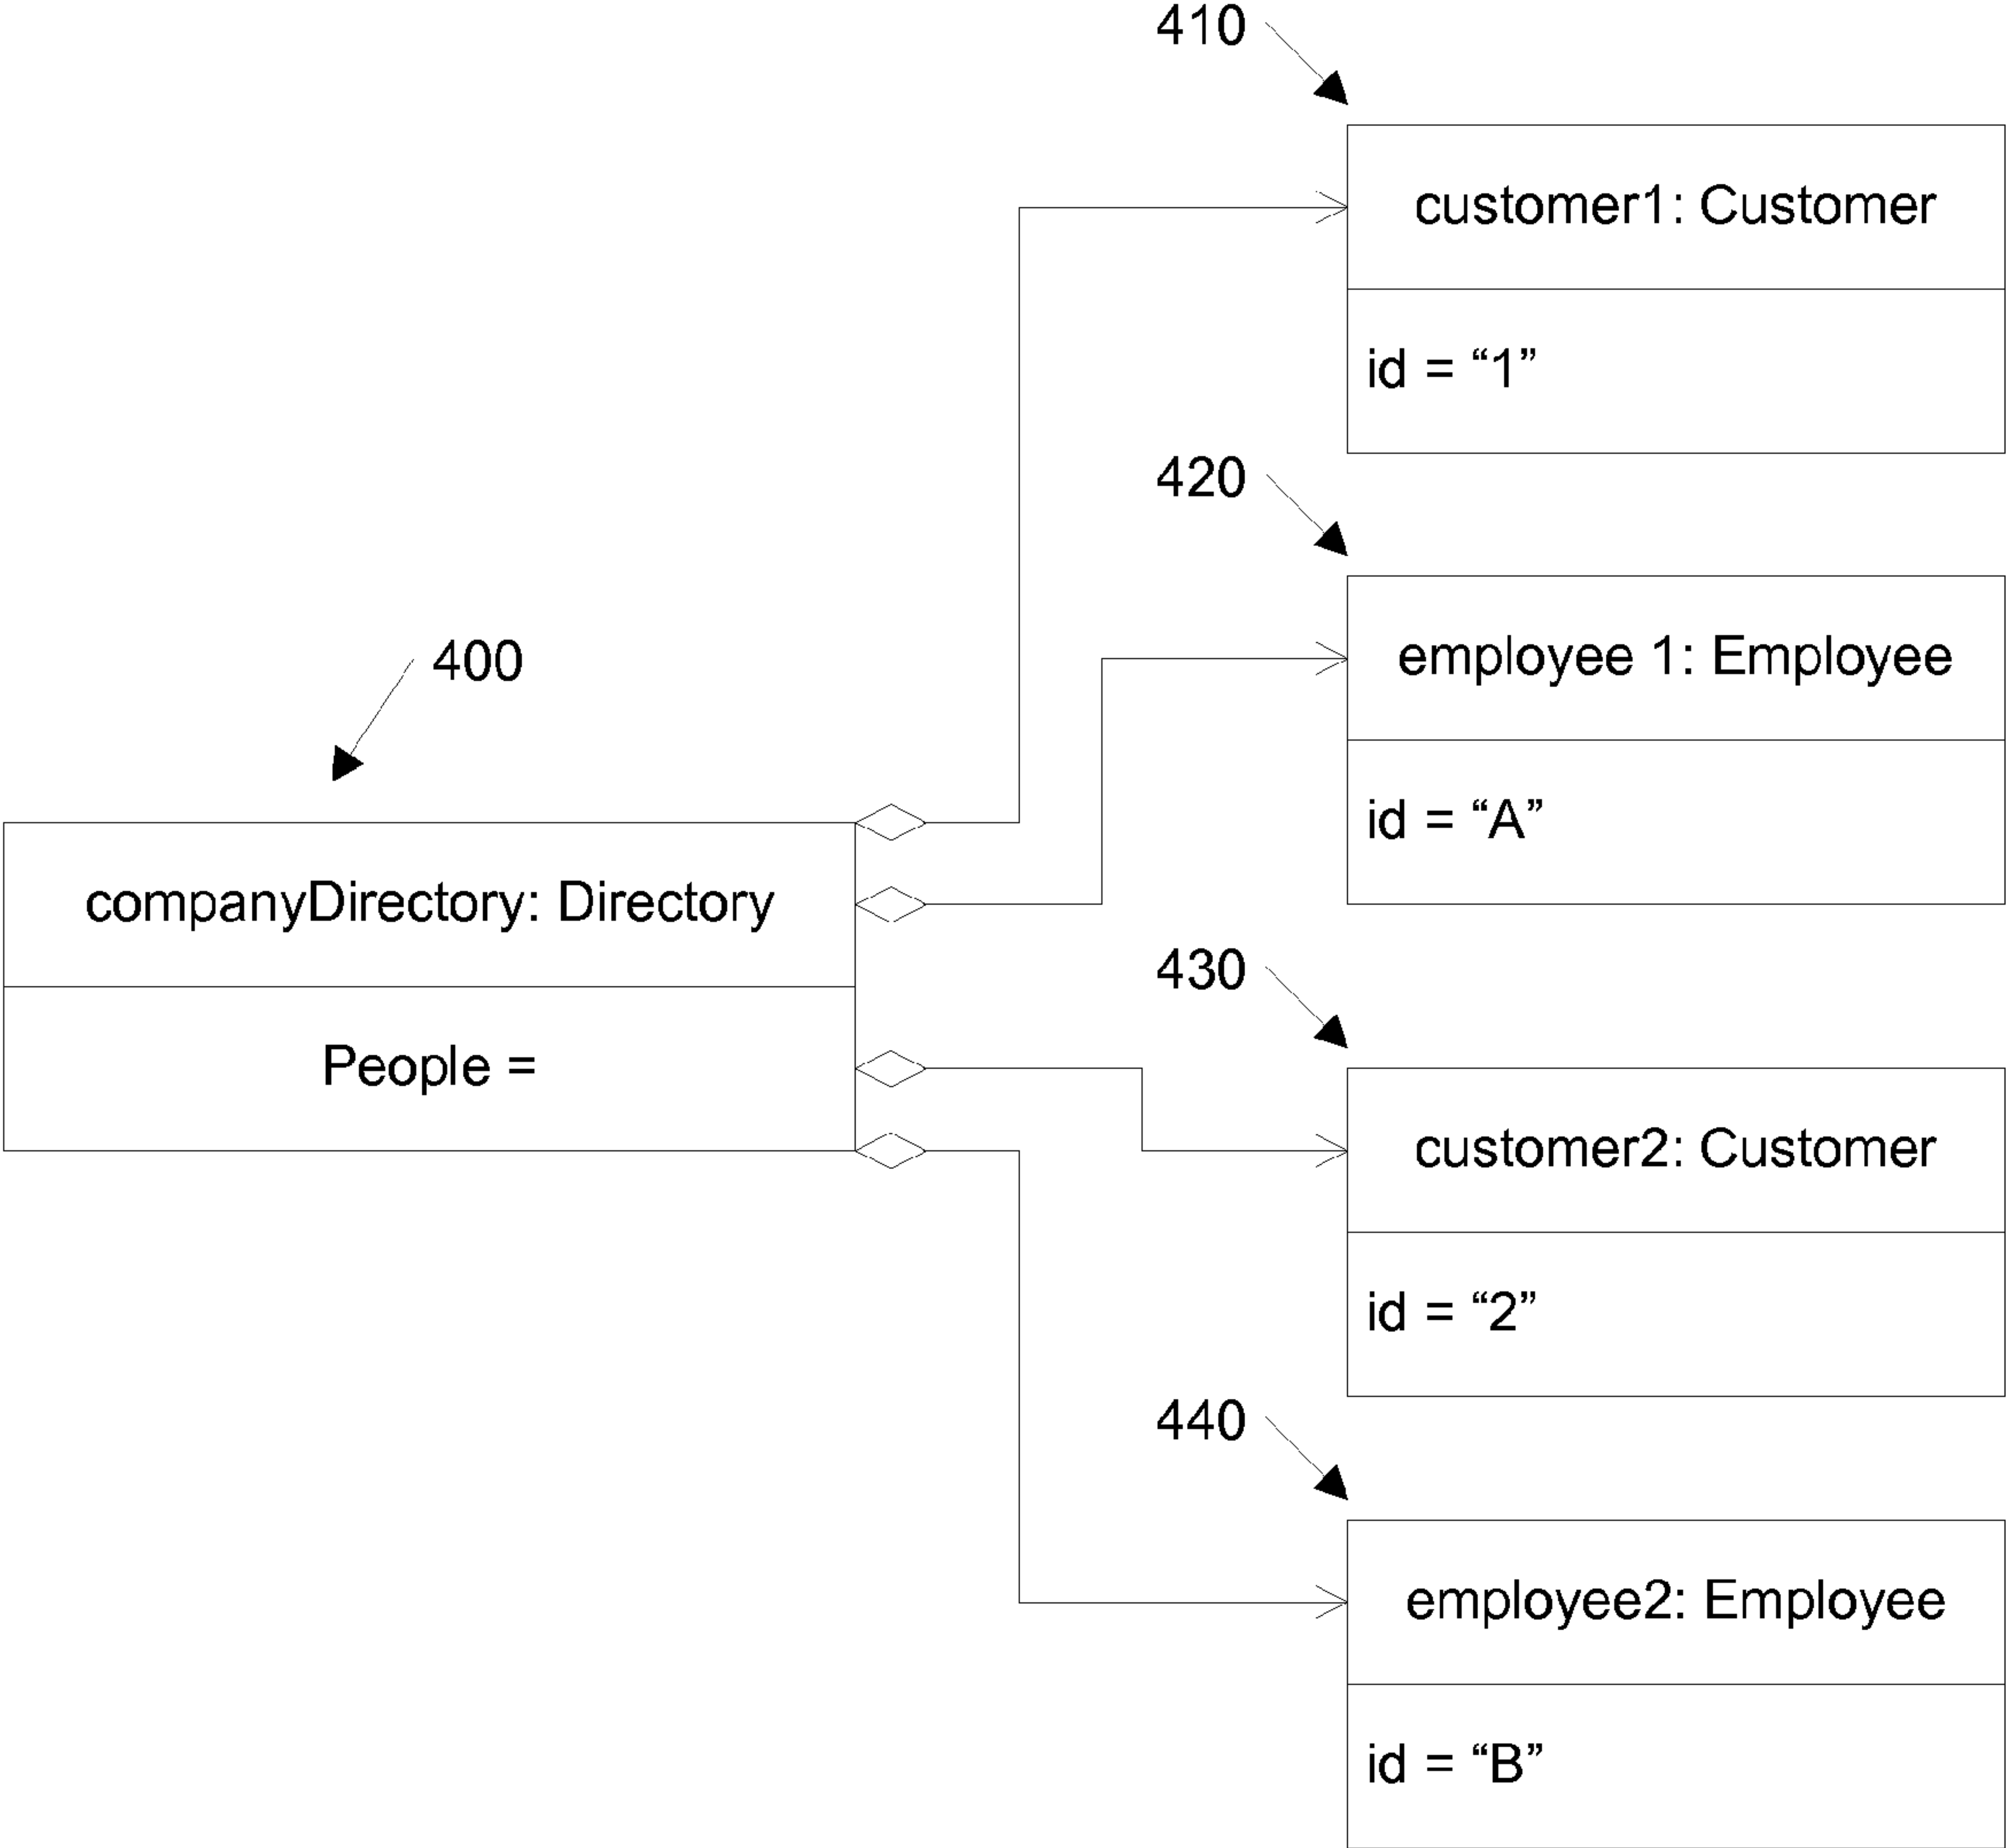 410
customer1: Customer
id = “1”
420
employee 1: Employee
id = “A”
400
companyDirectory: Directory
People =
430
customer2: Customer
id = “2”
440
employee2: Employee
id = “B”